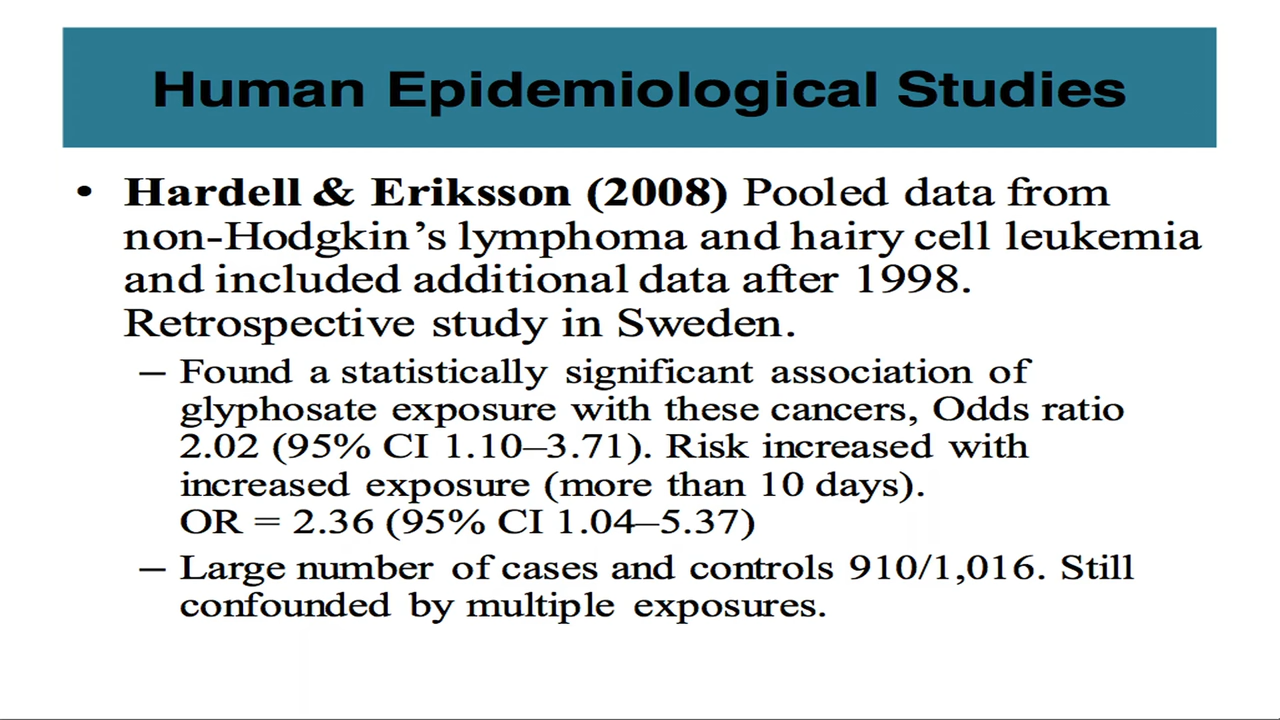 Human Epidemiological Studies
• Hardell & Eriksson (2008) Pooled data from
non-Hodgkin’s lymphoma and hairy cell leukemia
and included additional data after 1998.
Retrospective study in Sweden.
– Found a statistically significant association of
glyphosate exposure with these cancers, Odds ratio
2.02 (95% CI 1.10–3.71). Risk increased with
increased exposure (more than 10 days).
OR = 2.36 (95% CI 1.04–5.37)
– Large number of cases and controls 910/1,016. Still
confounded by multiple exposures.